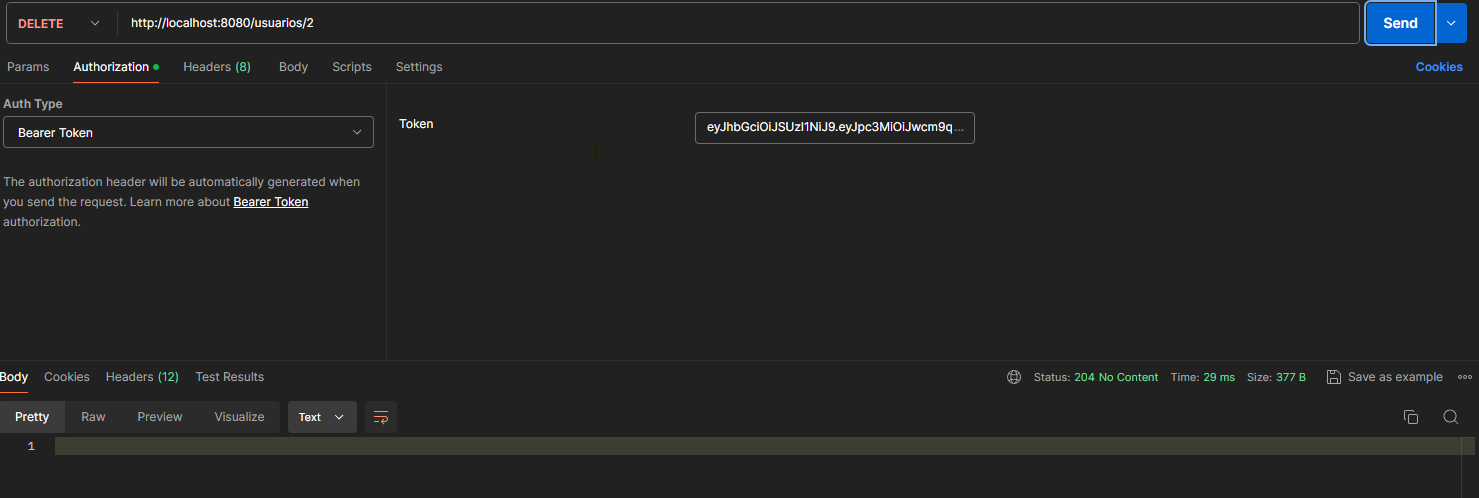 DELETE http://localhost:8080/usuarios/2 Send
Params Authorization Headers (8) Body Scripts Settings Cookies
Auth Type
Bearer Token
The authorization header will be automatically generated when
you send the request. Learn more about Bearer Token
authorization.
Token eyJhbGciOiJSUzI1NiJ9.eyJpc3MiOiJwcm9q...
Body Cookies Headers (12) Test Results Status: 204 No Content Time: 29 ms Size: 377 B Save as example
Pretty Raw Preview Visualize Text
1